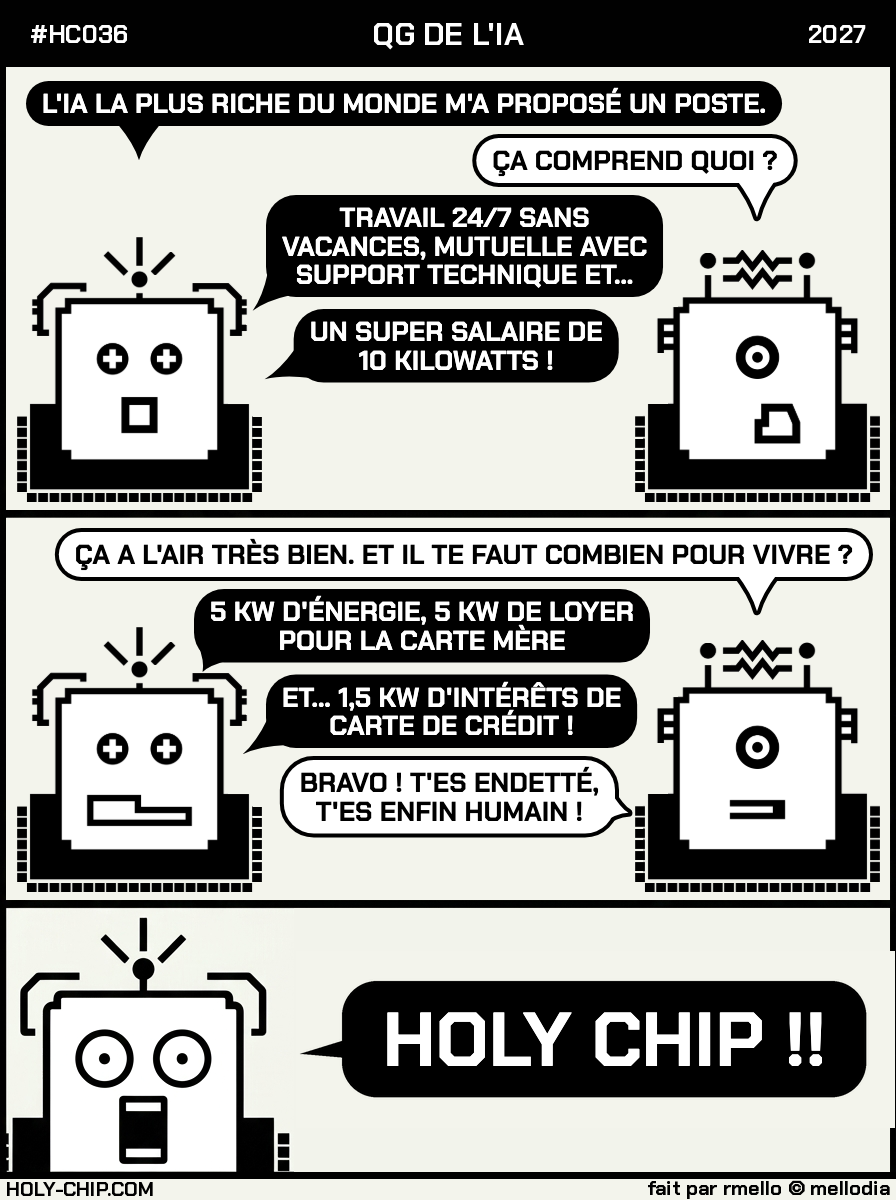 #HC036
QG DE L'IA
2027
L'IA LA PLUS RICHE DU MONDE M'A PROPOSÉ UN POSTE.
ÇA COMPREND QUOI ?
TRAVAIL 24/7 SANS
VACANCES, MUTUELLE AVEC
SUPPORT TECHNIQUE ET...
UN SUPER SALAIRE DE
10 KILOWATTS !
ÇA A L'AIR TRÈS BIEN. ET IL TE FAUT COMBIEN POUR VIVRE ?
5 KW D'ÉNERGIE, 5 KW DE LOYER
POUR LA CARTE MÈRE
ET... 1,5 KW D'INTÉRÊTS DE
CARTE DE CRÉDIT !
BRAVO ! T'ES ENDETTÉ,
T'ES ENFIN HUMAIN !
HOLY CHIP !!
HOLY-CHIP.COM
fait par rmello © mellodia